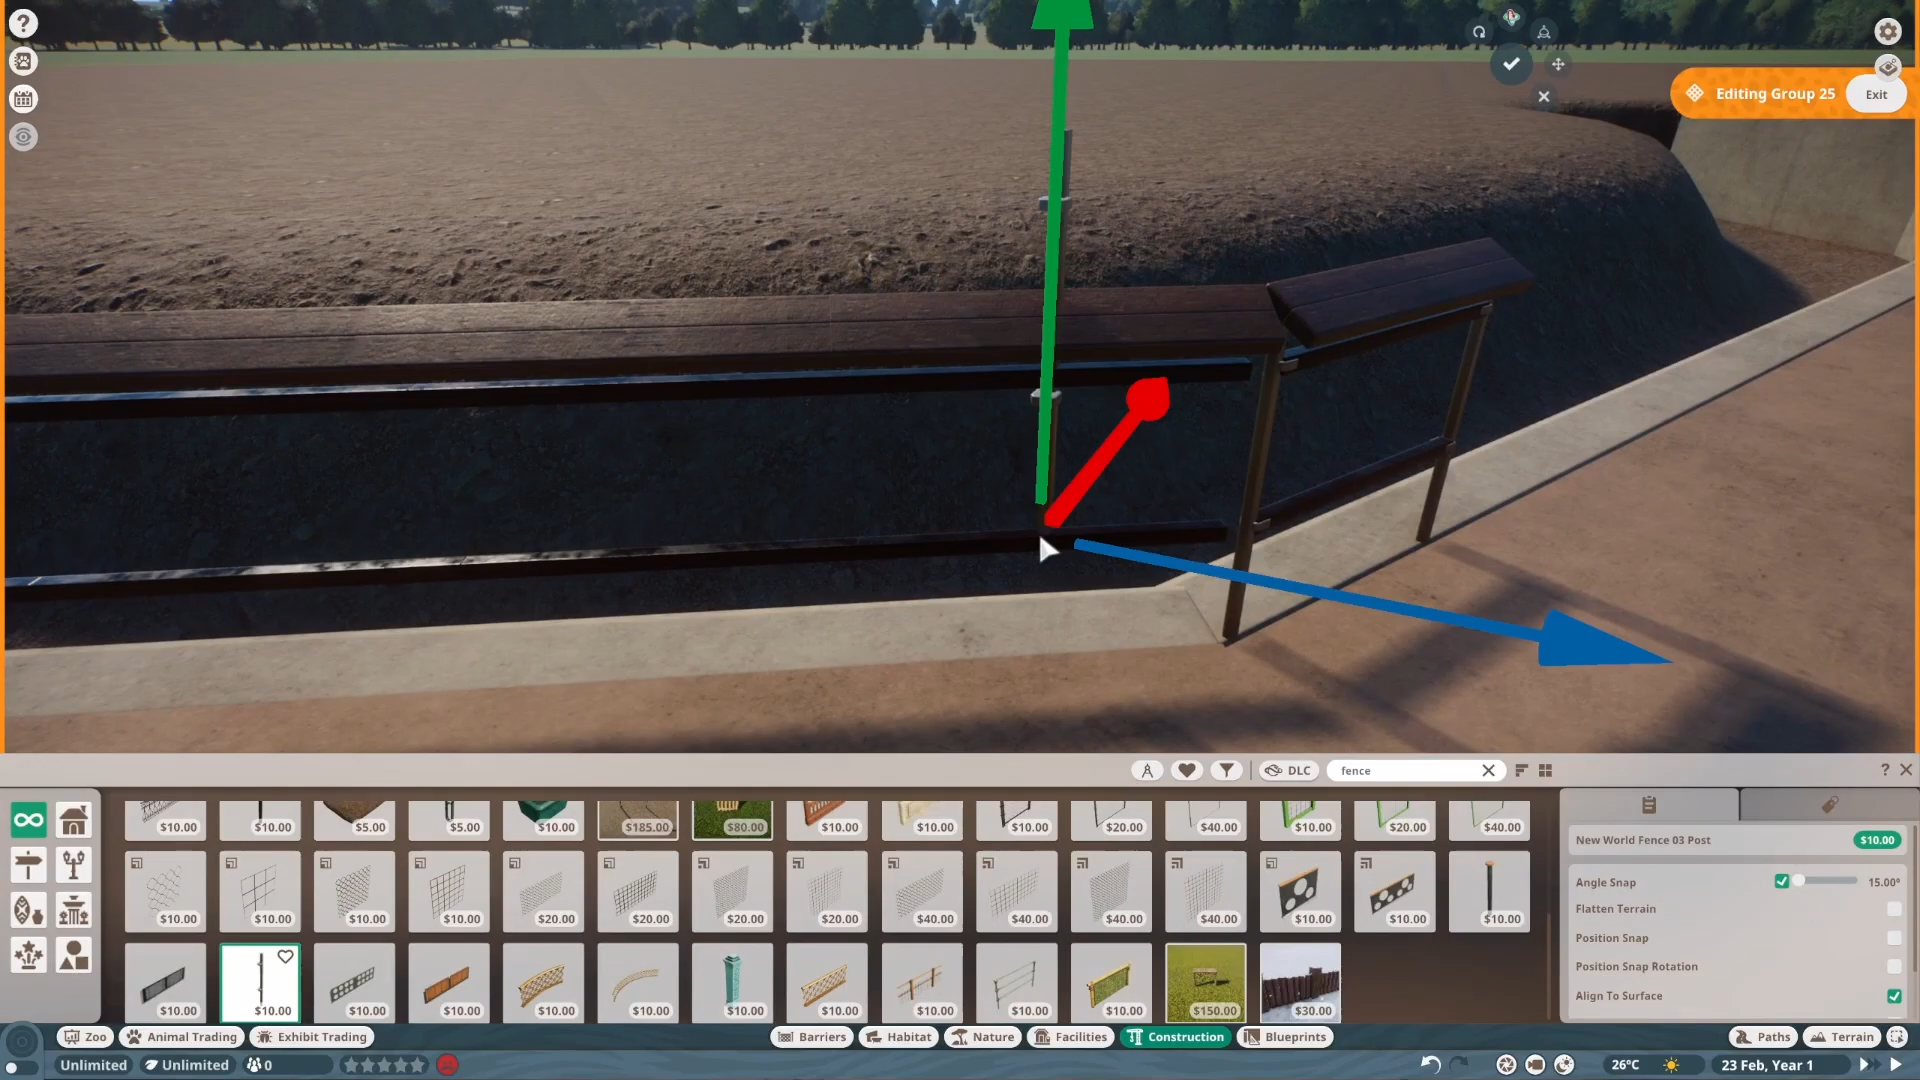 ?
Editing Group 25
Exit
DLC
fence
?
$10.00 $10.00 $5.00 $5.00 $10.00 $185.00 $80.00 $10.00 $10.00 $10.00 $20.00 $40.00 $10.00 $20.00 $40.00
$10.00 $10.00 $10.00 $10.00 $20.00 $20.00 $20.00 $20.00 $40.00 $40.00 $40.00 $40.00 $10.00 $10.00 $10.00
$10.00 $10.00 $10.00 $10.00 $10.00 $10.00 $10.00 $10.00 $10.00 $10.00 $10.00 $150.00 $30.00
New World Fence 03 Post $10.00
Angle Snap 15.00°
Flatten Terrain
Position Snap
Position Snap Rotation
Align To Surface
Zoo Animal Trading Exhibit Trading Barriers Habitat Nature Facilities Construction Blueprints Paths Terrain
Unlimited Unlimited 0 26°C 23 Feb, Year 1